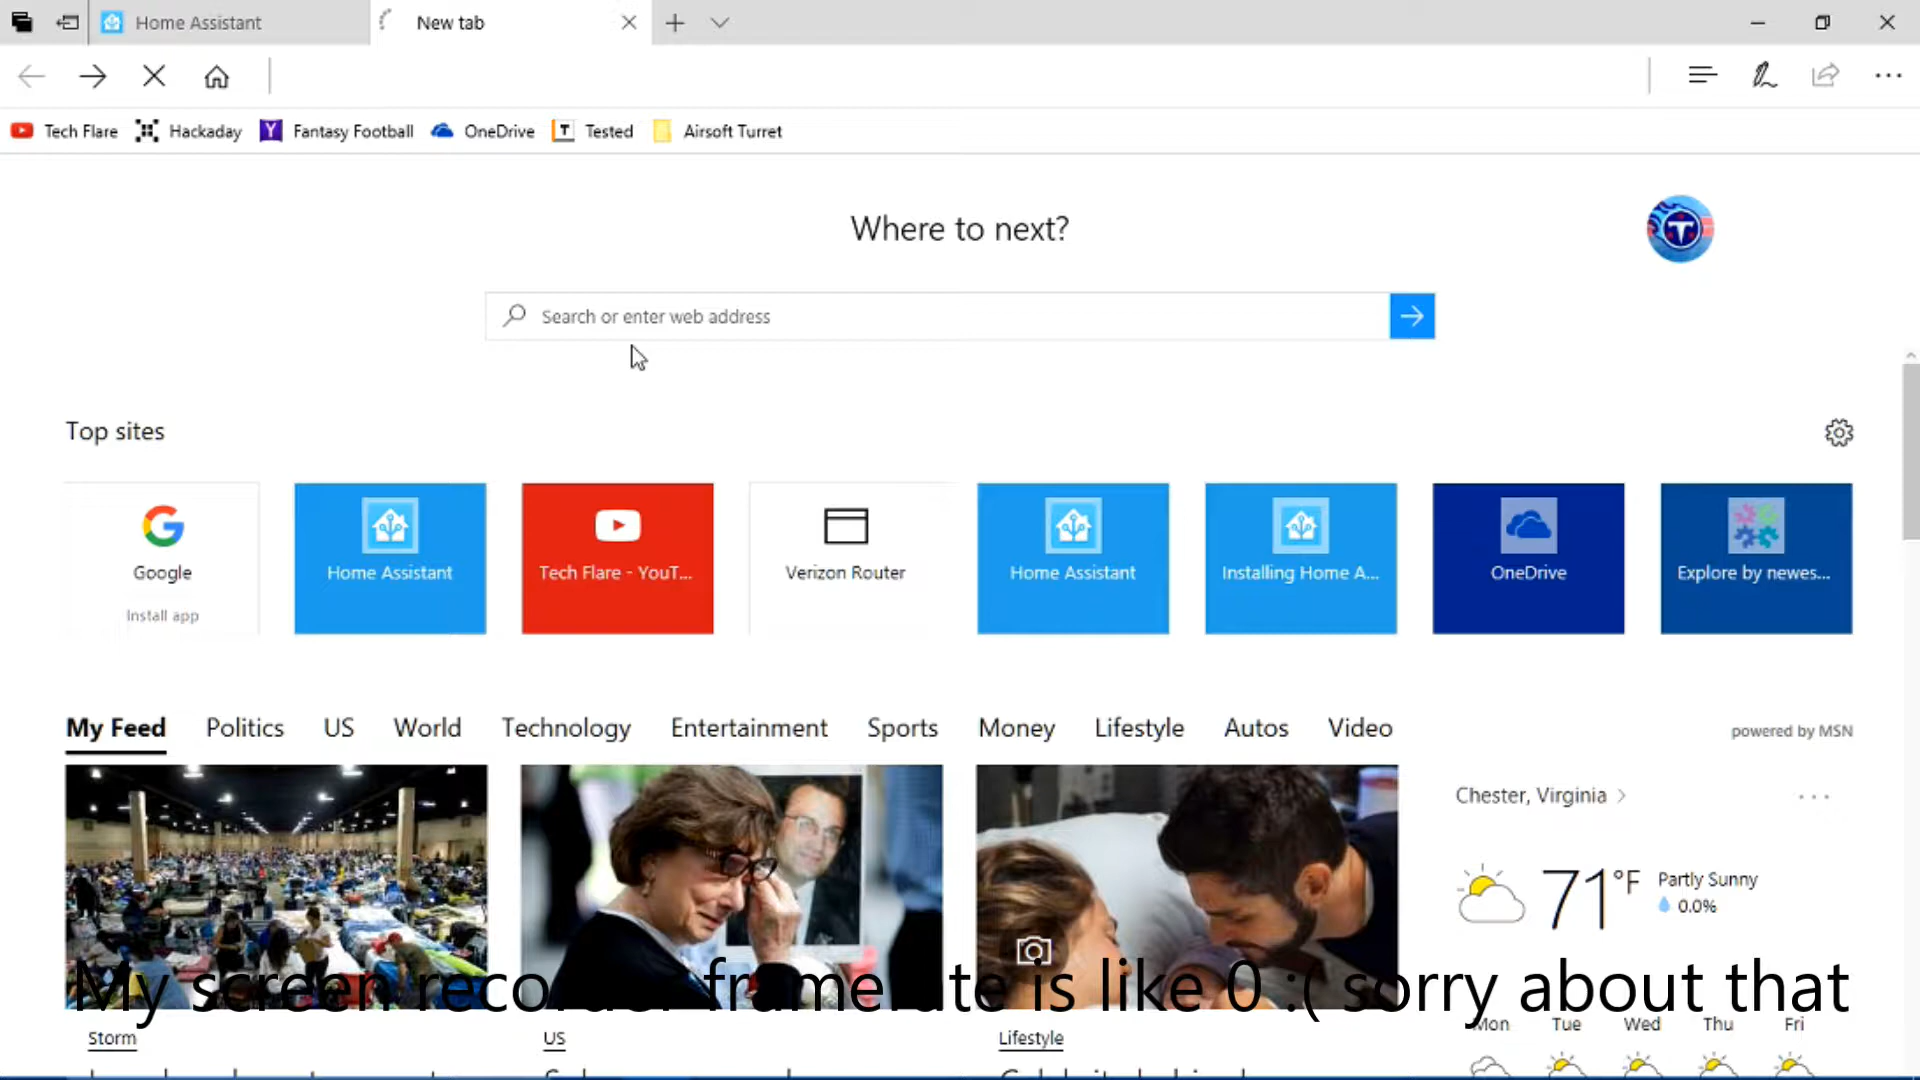 Home Assistant
New tab
Tech Flare
Hackaday
Fantasy Football
OneDrive
Tested
Airsoft Turret
Where to next?
Search or enter web address
Top sites
Google
Install app
Home Assistant
Tech Flare - YouT...
Verizon Router
Home Assistant
Installing Home A...
OneDrive
Explore by newes...
My Feed Politics US World Technology Entertainment Sports Money Lifestyle Autos Video
powered by MSN
Chester, Virginia
71°F
Partly Sunny
0.0%
My screen recorder framerate is like 0 :( sorry about that
Mon Tue Wed Thu Fri
Storm
US
Lifestyle